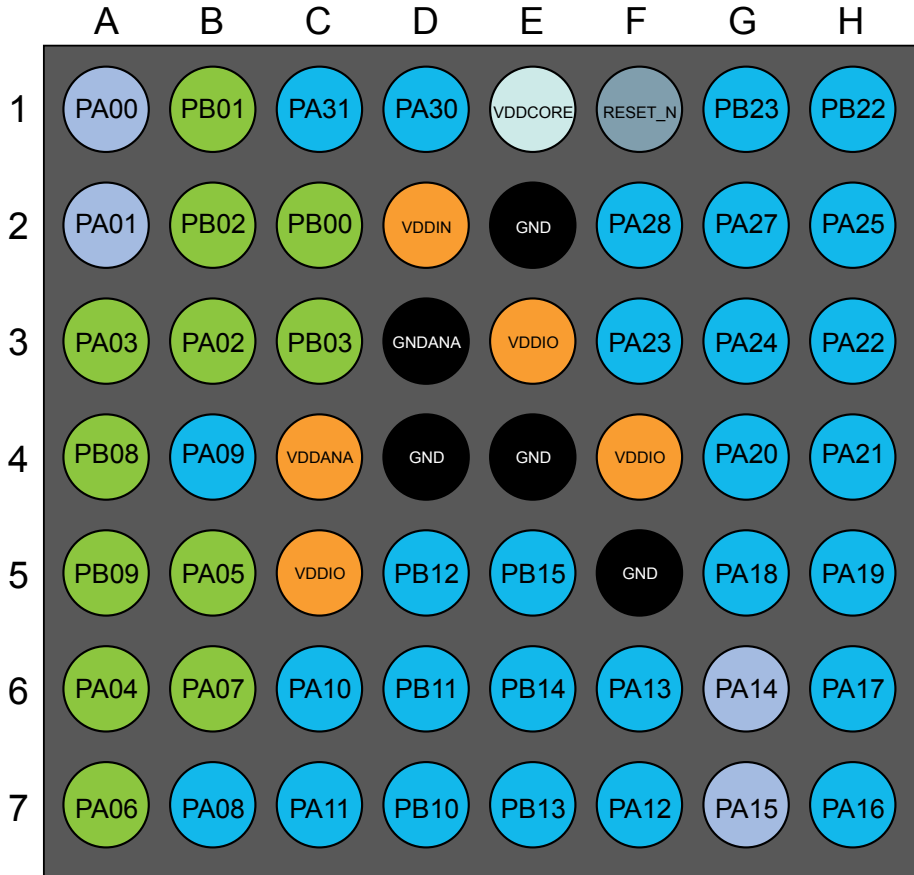 A B C D E F G H
1 PA00 PB01 PA31 PA30 VDDCORE RESET_N PB23 PB22
2 PA01 PB02 PB00 VDDIN GND PA28 PA27 PA25
3 PA03 PA02 PB03 GNDANA VDDIO PA23 PA24 PA22
4 PB08 PA09 VDDANA GND GND VDDIO PA20 PA21
5 PB09 PA05 VDDIO PB12 PB15 GND PA18 PA19
6 PA04 PA07 PA10 PB11 PB14 PA13 PA14 PA17
7 PA06 PA08 PA11 PB10 PB13 PA12 PA15 PA16